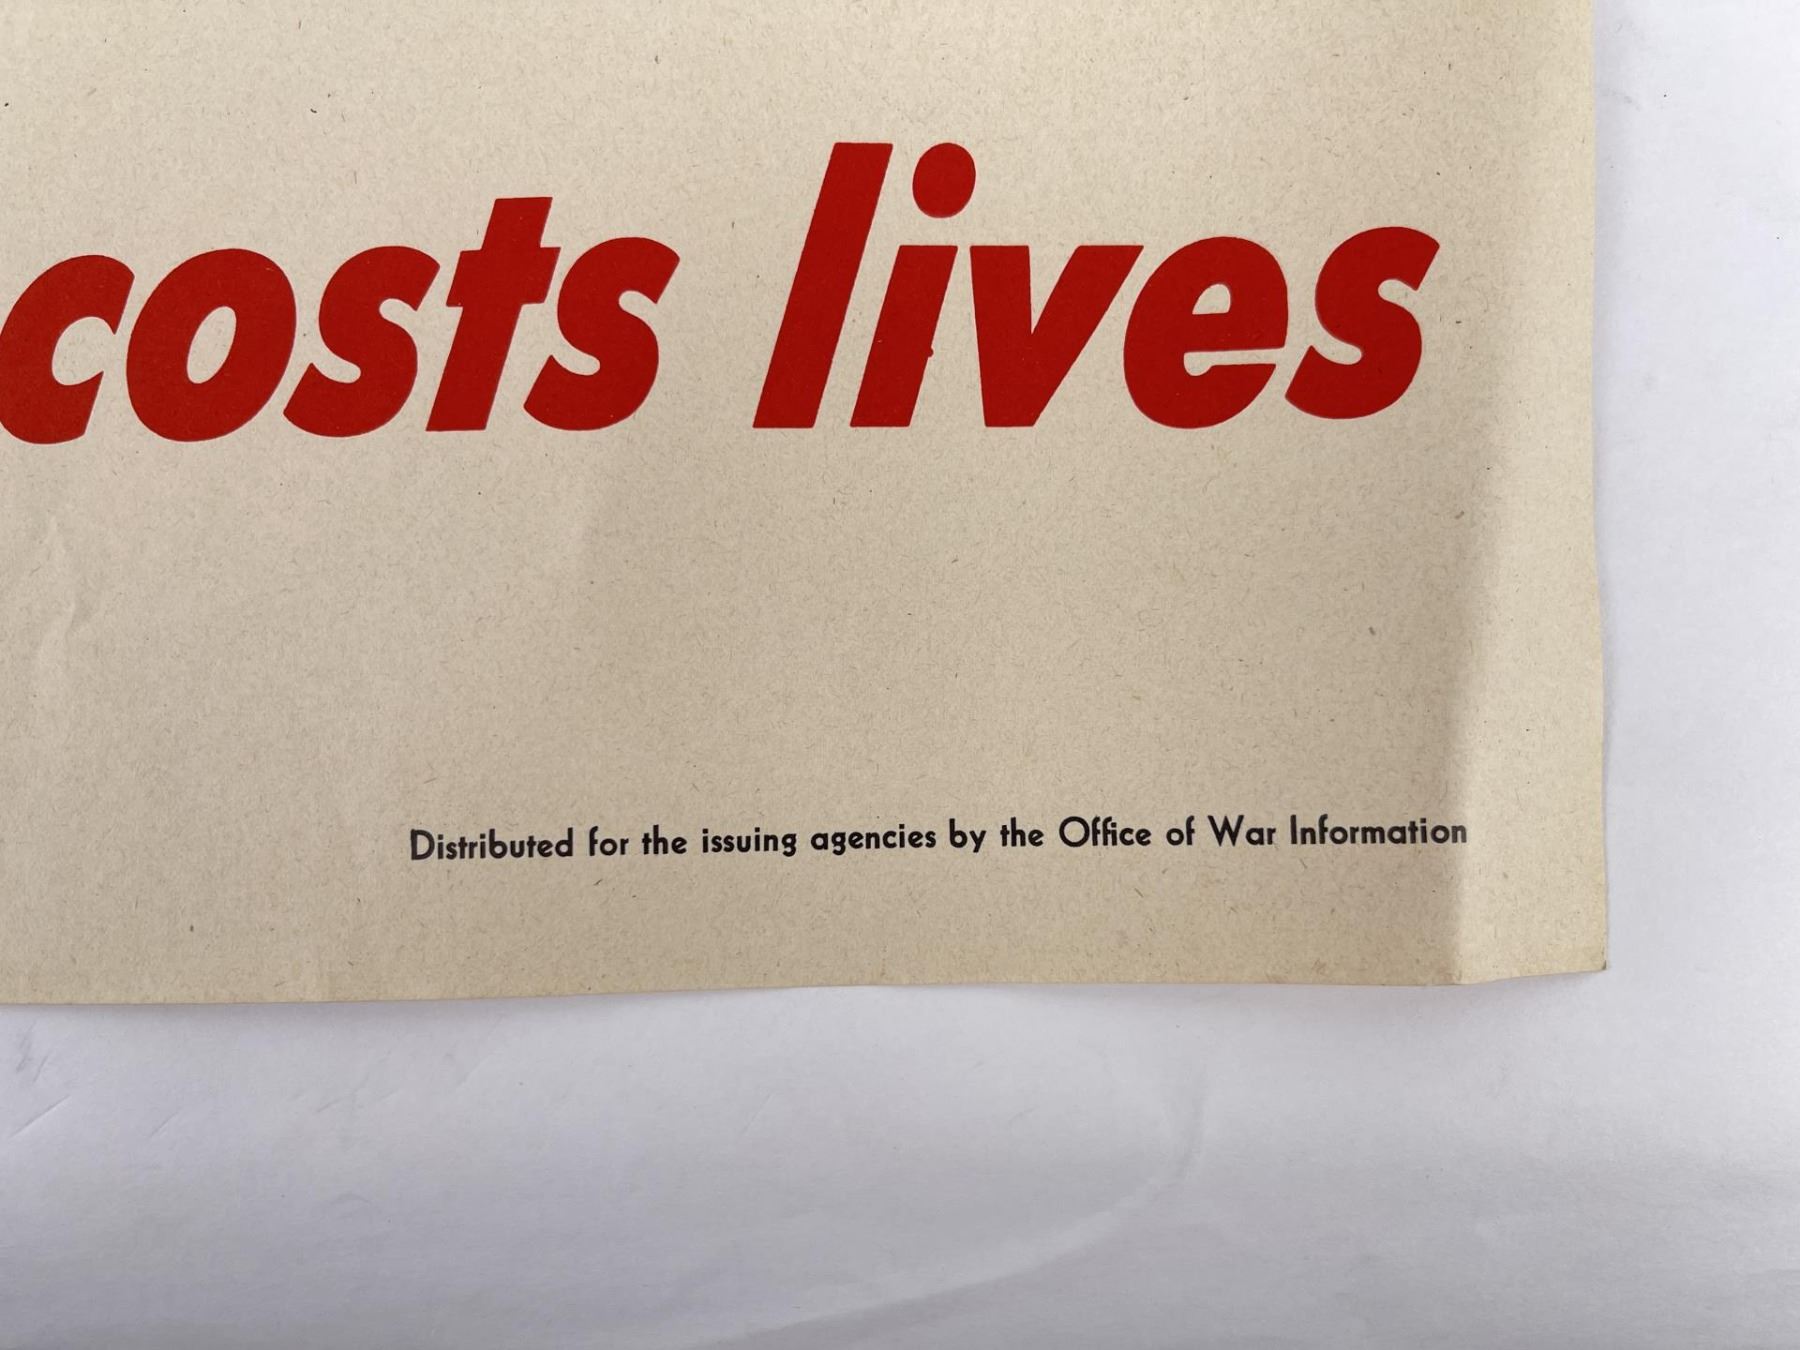 costs lives
Distributed for the issuing agencies by the Office of War Information